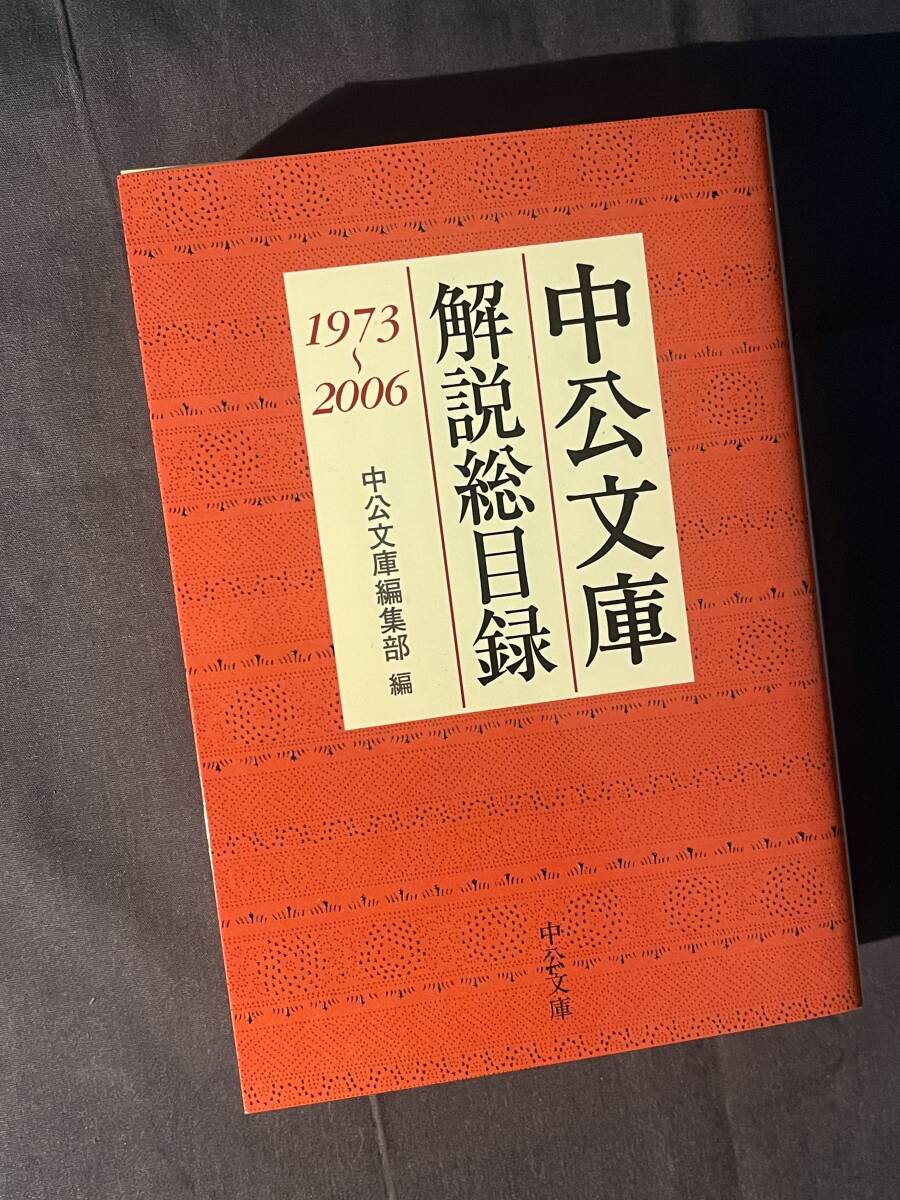 中公文庫
解説総目録
1973
〜
2006
中公文庫編集部 編
中公文庫